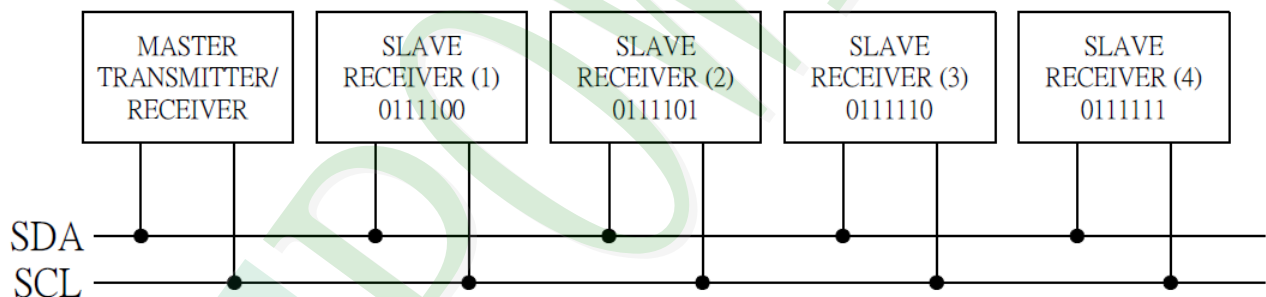 MASTER
TRANSMITTER/
RECEIVER
SLAVE
RECEIVER (1)
0111100
SLAVE
RECEIVER (2)
0111101
SLAVE
RECEIVER (3)
0111110
SLAVE
RECEIVER (4)
0111111
SDA
SCL